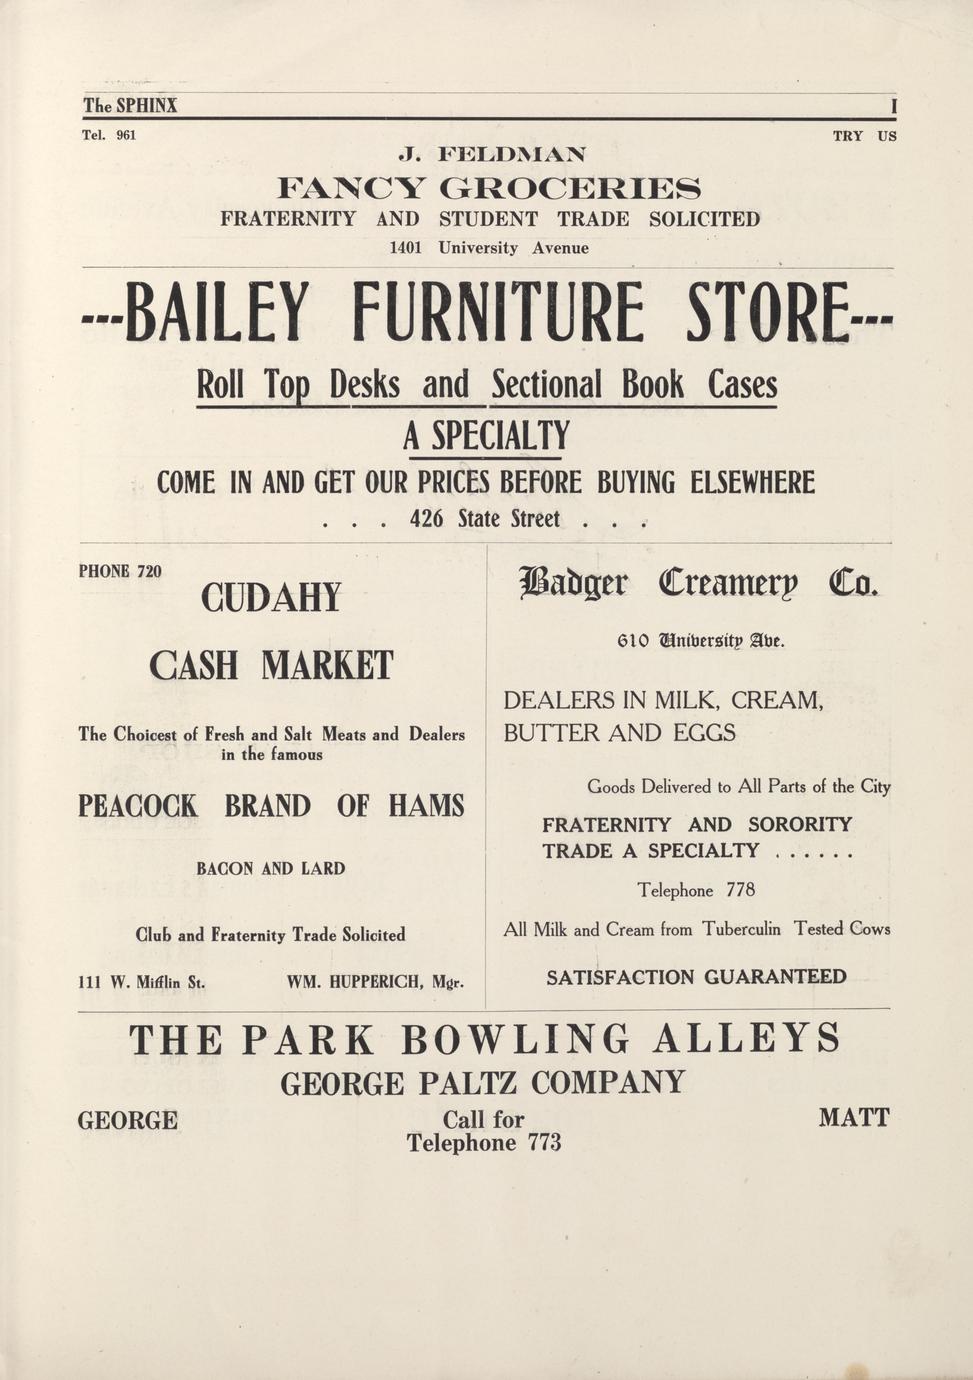 The SPHINX I
Tel. 961 TRY US
J. FELDMAN
FANCY GROCERIES
FRATERNITY AND STUDENT TRADE SOLICITED
1401 University Avenue
---BAILEY FURNITURE STORE---
Roll Top Desks and Sectional Book Cases
A SPECIALTY
COME IN AND GET OUR PRICES BEFORE BUYING ELSEWHERE
. . . 426 State Street . . .
PHONE 720
CUDAHY
CASH MARKET
The Choicest of Fresh and Salt Meats and Dealers
in the famous
PEACOCK BRAND OF HAMS
BACON AND LARD
Club and Fraternity Trade Solicited
111 W. Mifflin St. WM. HUPPERICH, Mgr.
Badger Creamery Co.
610 University Ave.
DEALERS IN MILK, CREAM,
BUTTER AND EGGS
Goods Delivered to All Parts of the City
FRATERNITY AND SORORITY
TRADE A SPECIALTY . . . . . .
Telephone 778
All Milk and Cream from Tuberculin Tested Cows
SATISFACTION GUARANTEED
THE PARK BOWLING ALLEYS
GEORGE PALTZ COMPANY
GEORGE Call for MATT
Telephone 773